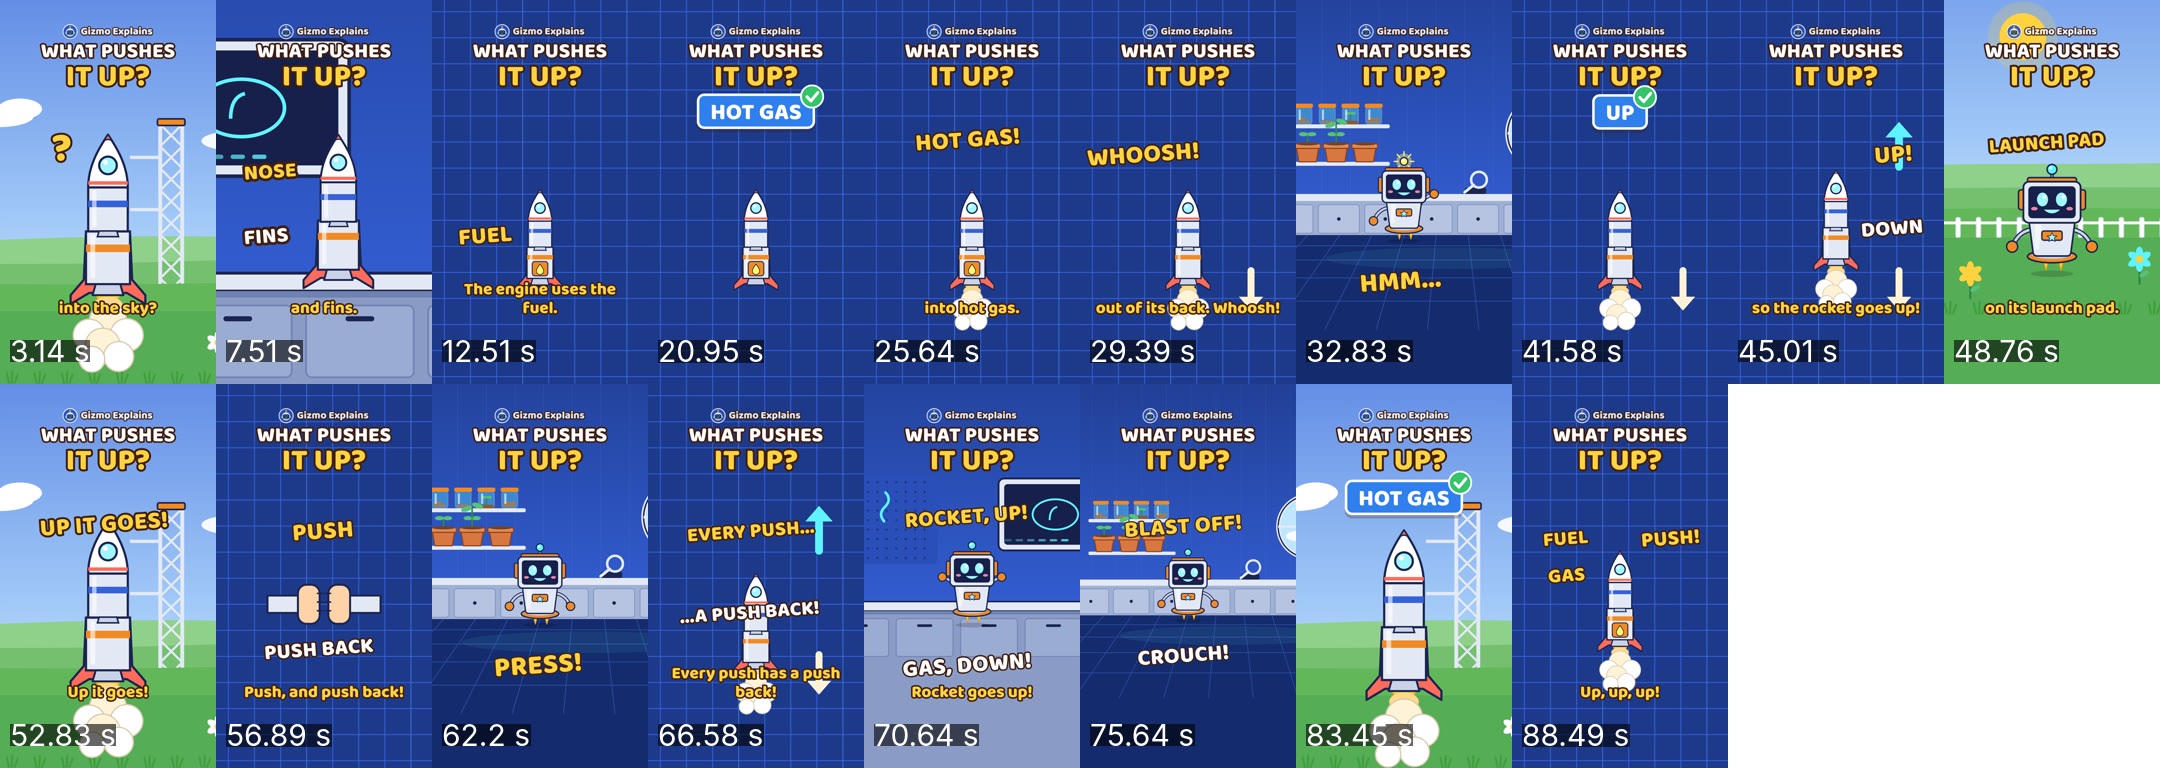 Gizmo Explains
WHAT PUSHES
IT UP?
?
into the sky?
3.14 s
Gizmo Explains
WHAT PUSHES
IT UP?
NOSE
FINS
and fins.
7.51 s
Gizmo Explains
WHAT PUSHES
IT UP?
FUEL
The engine uses the
fuel.
12.51 s
Gizmo Explains
WHAT PUSHES
IT UP?
HOT GAS
20.95 s
Gizmo Explains
WHAT PUSHES
IT UP?
HOT GAS!
into hot gas.
25.64 s
Gizmo Explains
WHAT PUSHES
IT UP?
WHOOSH!
out of its back. Whoosh!
29.39 s
Gizmo Explains
WHAT PUSHES
IT UP?
HMM...
32.83 s
Gizmo Explains
WHAT PUSHES
IT UP?
UP
41.58 s
Gizmo Explains
WHAT PUSHES
IT UP?
UP!
DOWN
so the rocket goes up!
45.01 s
Gizmo Explains
WHAT PUSHES
IT UP?
LAUNCH PAD
on its launch pad.
48.76 s
Gizmo Explains
WHAT PUSHES
IT UP?
UP IT GOES!
Up it goes!
52.83 s
Gizmo Explains
WHAT PUSHES
IT UP?
PUSH
PUSH BACK
Push, and push back!
56.89 s
Gizmo Explains
WHAT PUSHES
IT UP?
PRESS!
62.2 s
Gizmo Explains
WHAT PUSHES
IT UP?
EVERY PUSH...
...A PUSH BACK!
Every push has a push
back!
66.58 s
Gizmo Explains
WHAT PUSHES
IT UP?
ROCKET, UP!
GAS, DOWN!
Rocket goes up!
70.64 s
Gizmo Explains
WHAT PUSHES
IT UP?
BLAST OFF!
CROUCH!
75.64 s
Gizmo Explains
WHAT PUSHES
IT UP?
HOT GAS
83.45 s
Gizmo Explains
WHAT PUSHES
IT UP?
FUEL
PUSH!
GAS
Up, up, up!
88.49 s